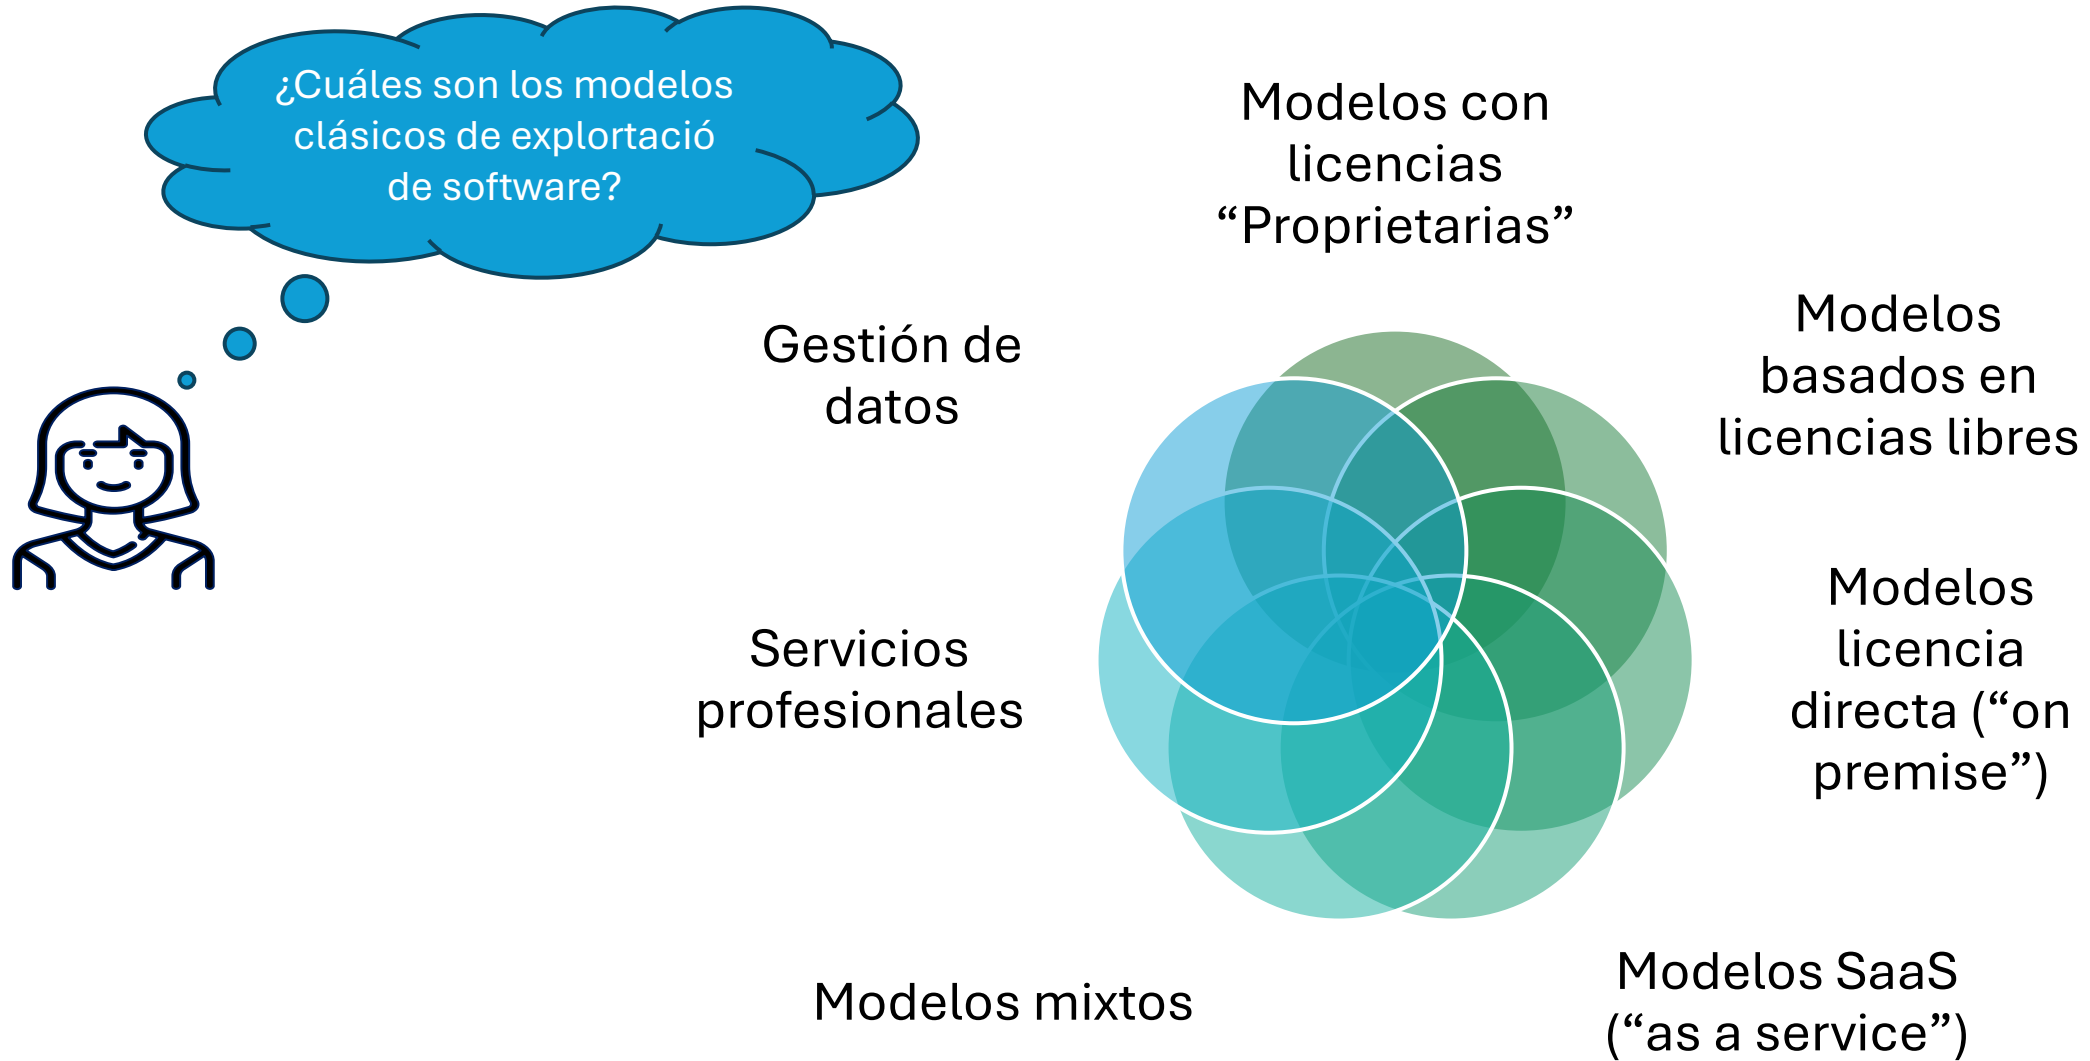 ¿Cuáles son los modelos
clásicos de explortació
de software?
Modelos con
licencias
“Proprietarias”
Modelos
basados en
licencias libres
Modelos
licencia
directa (“on
premise”)
Modelos SaaS
(“as a service”)
Modelos mixtos
Servicios
profesionales
Gestión de
datos